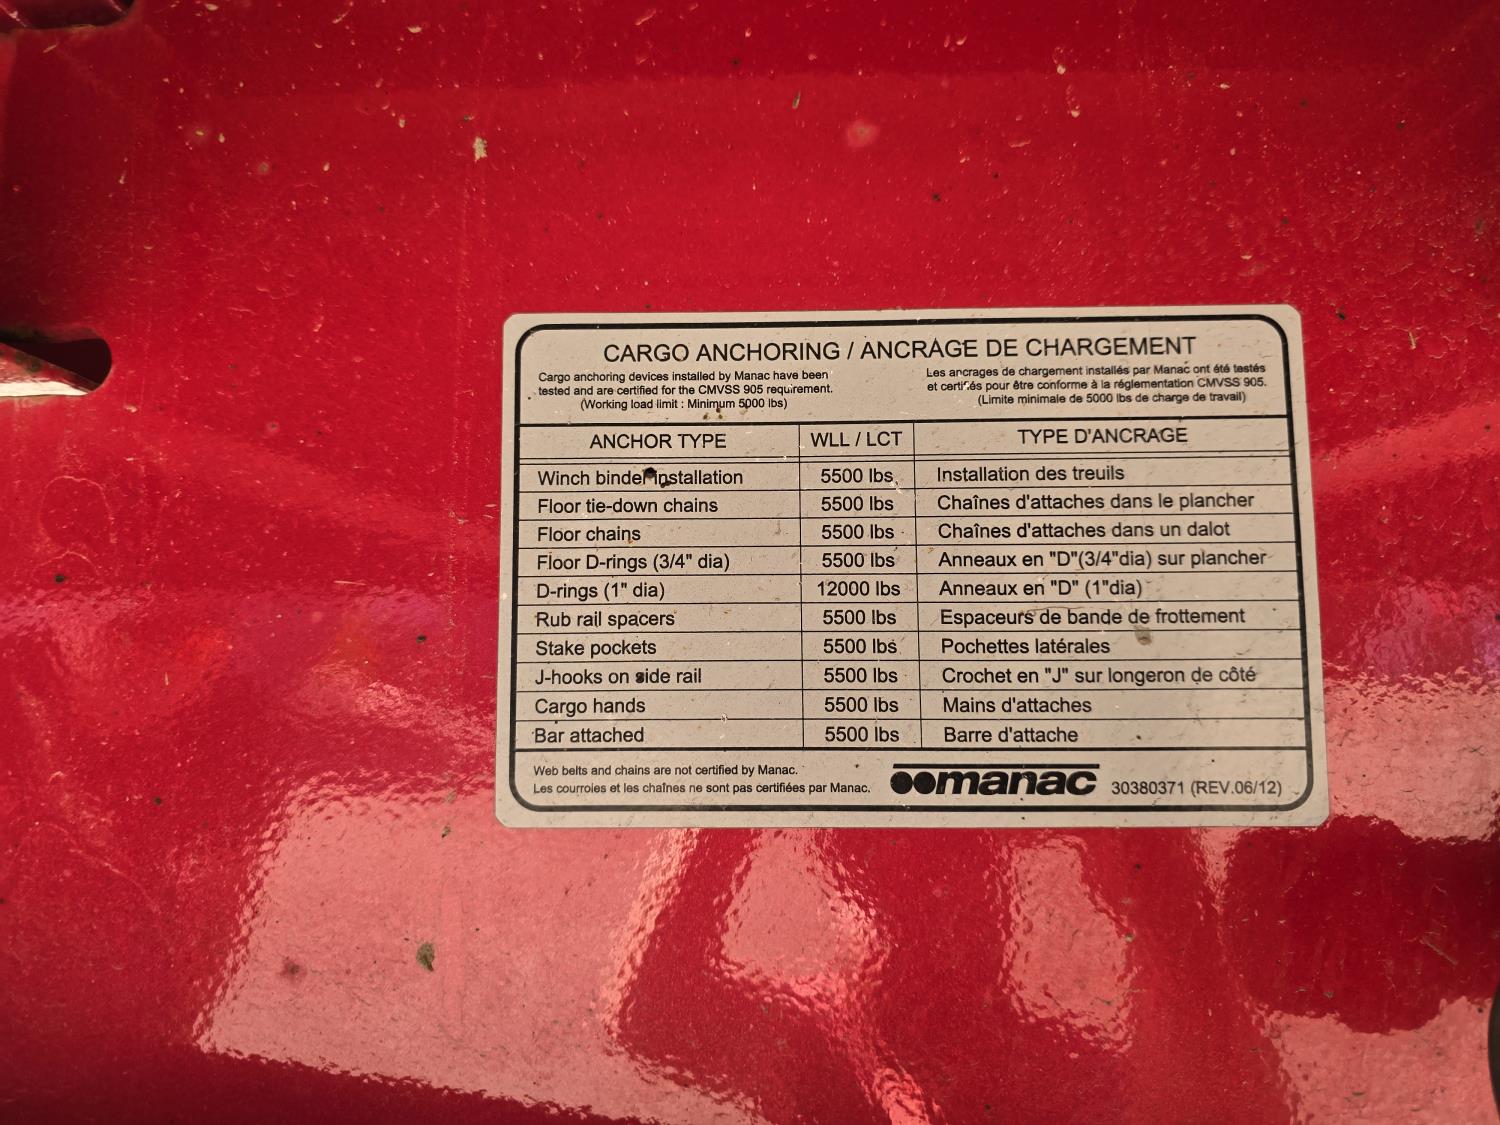 CARGO ANCHORING / ANCRAGE DE CHARGEMENT
Cargo anchoring devices installed by Manac have been
tested and are certified for the CMVSS 905 requirement.
(Working load limit : Minimum 5000 lbs)
Les ancrages de chargement installés par Manac ont été testés
et certifiés pour être conforme à la réglementation CMVSS 905.
(Limite minimale de 5000 lbs de charge de travail)
ANCHOR TYPE WLL / LCT TYPE D'ANCRAGE
Winch binder installation 5500 lbs Installation des treuils
Floor tie-down chains 5500 lbs Chaînes d'attaches dans le plancher
Floor chains 5500 lbs Chaînes d'attaches dans un dalot
Floor D-rings (3/4" dia) 5500 lbs Anneaux en "D"(3/4"dia) sur plancher
D-rings (1" dia) 12000 lbs Anneaux en "D" (1"dia)
Rub rail spacers 5500 lbs Espaceurs de bande de frottement
Stake pockets 5500 lbs Pochettes latérales
J-hooks on side rail 5500 lbs Crochet en "J" sur longeron de côté
Cargo hands 5500 lbs Mains d'attaches
Bar attached 5500 lbs Barre d'attache
Web belts and chains are not certified by Manac.
Les courroies et les chaînes ne sont pas certifiées par Manac.
manac 30380371 (REV.06/12)